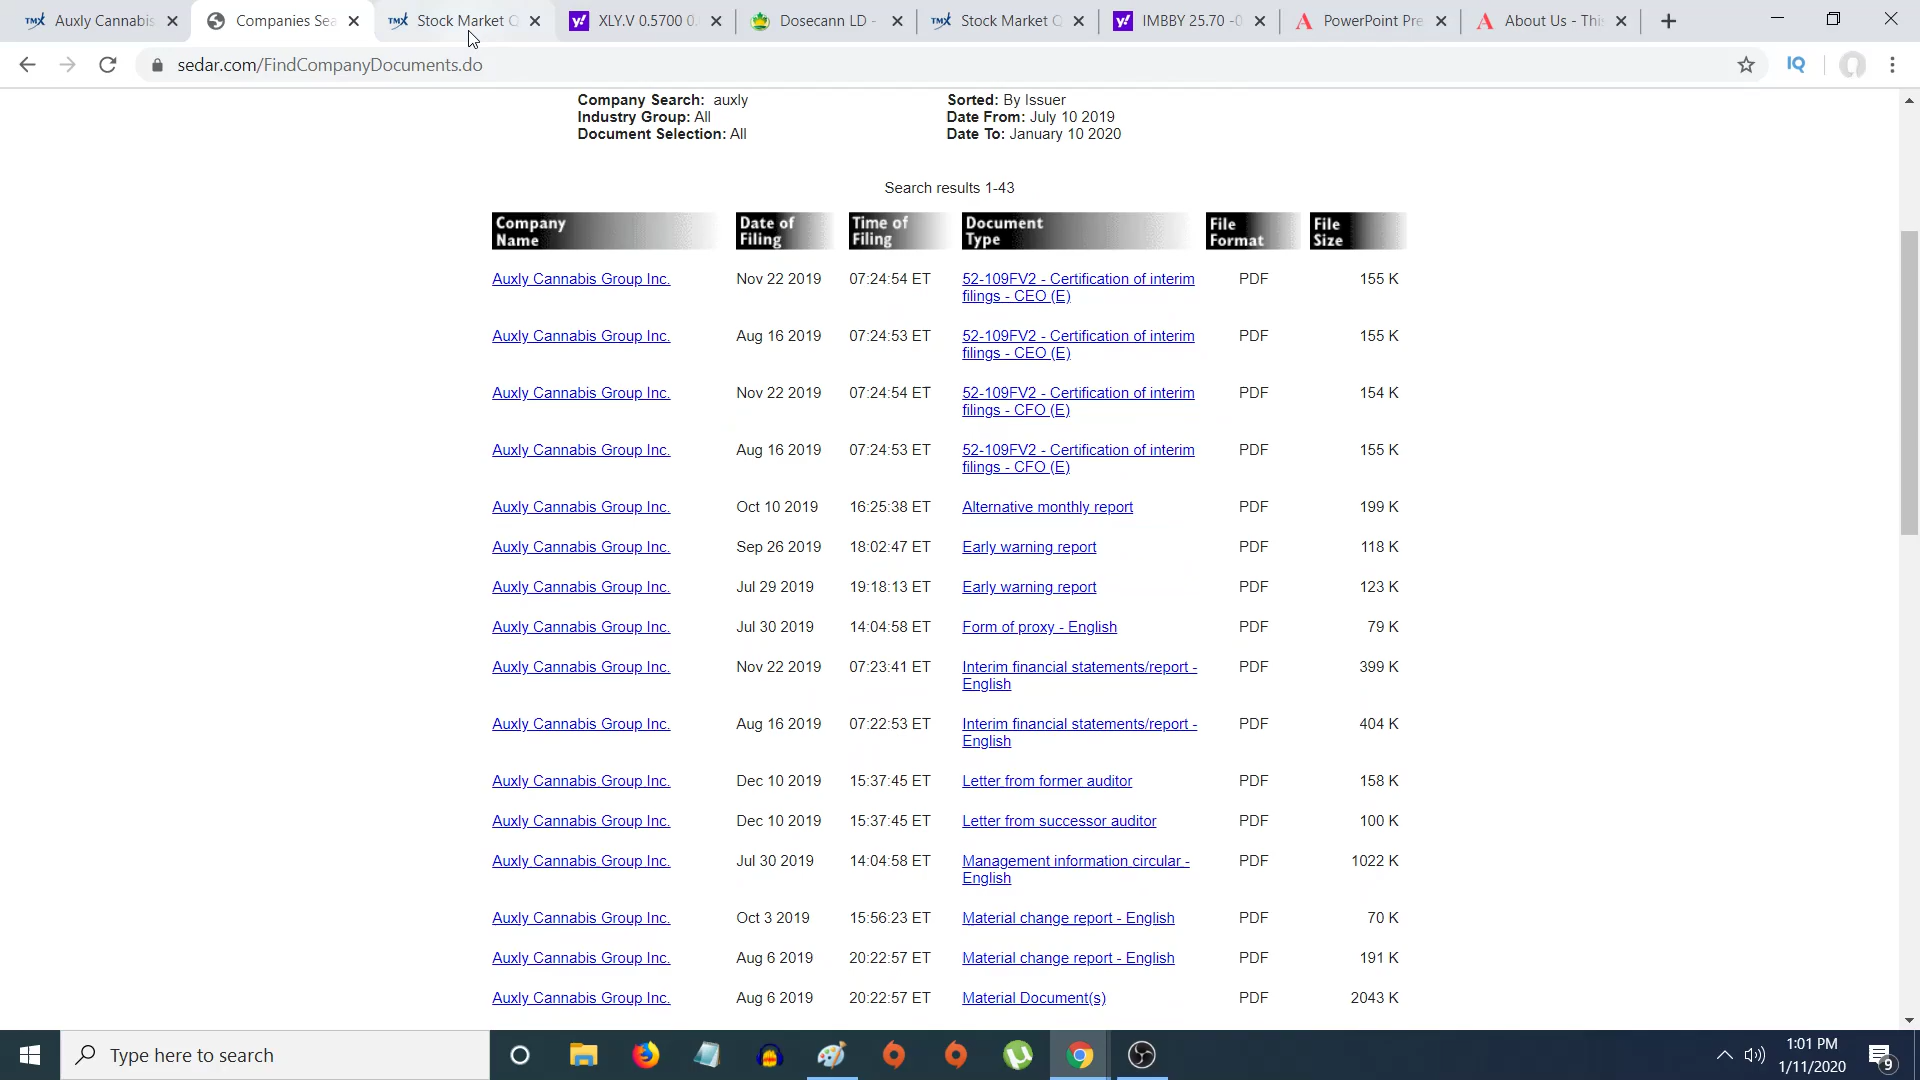 Auxly Cannabis
Companies Sea
Stock Market Q
XLY.V 0.5700 0.
Dosecann LD -
Stock Market Q
IMBBY 25.70 -0
PowerPoint Pre
About Us - Thi
sedar.com/FindCompanyDocuments.do
IQ
Company Search: auxly
Sorted: By Issuer
Industry Group: All
Date From: July 10 2019
Document Selection: All
Date To: January 10 2020
Search results 1-43
Company Name
Date of Filing
Time of Filing
Document Type
File Format
File Size
Auxly Cannabis Group Inc. Nov 22 2019 07:24:54 ET 52-109FV2 - Certification of interim PDF 155 K
filings - CEO (E)
Auxly Cannabis Group Inc. Aug 16 2019 07:24:53 ET 52-109FV2 - Certification of interim PDF 155 K
filings - CEO (E)
Auxly Cannabis Group Inc. Nov 22 2019 07:24:54 ET 52-109FV2 - Certification of interim PDF 154 K
filings - CFO (E)
Auxly Cannabis Group Inc. Aug 16 2019 07:24:53 ET 52-109FV2 - Certification of interim PDF 155 K
filings - CFO (E)
Auxly Cannabis Group Inc. Oct 10 2019 16:25:38 ET Alternative monthly report PDF 199 K
Auxly Cannabis Group Inc. Sep 26 2019 18:02:47 ET Early warning report PDF 118 K
Auxly Cannabis Group Inc. Jul 29 2019 19:18:13 ET Early warning report PDF 123 K
Auxly Cannabis Group Inc. Jul 30 2019 14:04:58 ET Form of proxy - English PDF 79 K
Auxly Cannabis Group Inc. Nov 22 2019 07:23:41 ET Interim financial statements/report - PDF 399 K
English
Auxly Cannabis Group Inc. Aug 16 2019 07:22:53 ET Interim financial statements/report - PDF 404 K
English
Auxly Cannabis Group Inc. Dec 10 2019 15:37:45 ET Letter from former auditor PDF 158 K
Auxly Cannabis Group Inc. Dec 10 2019 15:37:45 ET Letter from successor auditor PDF 100 K
Auxly Cannabis Group Inc. Jul 30 2019 14:04:58 ET Management information circular - PDF 1022 K
English
Auxly Cannabis Group Inc. Oct 3 2019 15:56:23 ET Material change report - English PDF 70 K
Auxly Cannabis Group Inc. Aug 6 2019 20:22:57 ET Material change report - English PDF 191 K
Auxly Cannabis Group Inc. Aug 6 2019 20:22:57 ET Material Document(s) PDF 2043 K
Type here to search
1:01 PM
1/11/2020
9